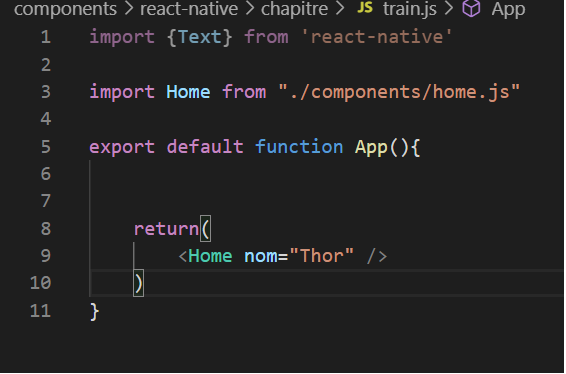 components > react-native > chapitre > JS train.js > App
1 import {Text} from 'react-native'
2
3 import Home from "./components/home.js"
4
5 export default function App(){
6
7
8     return(
9         <Home nom="Thor" />
10     )
11 }